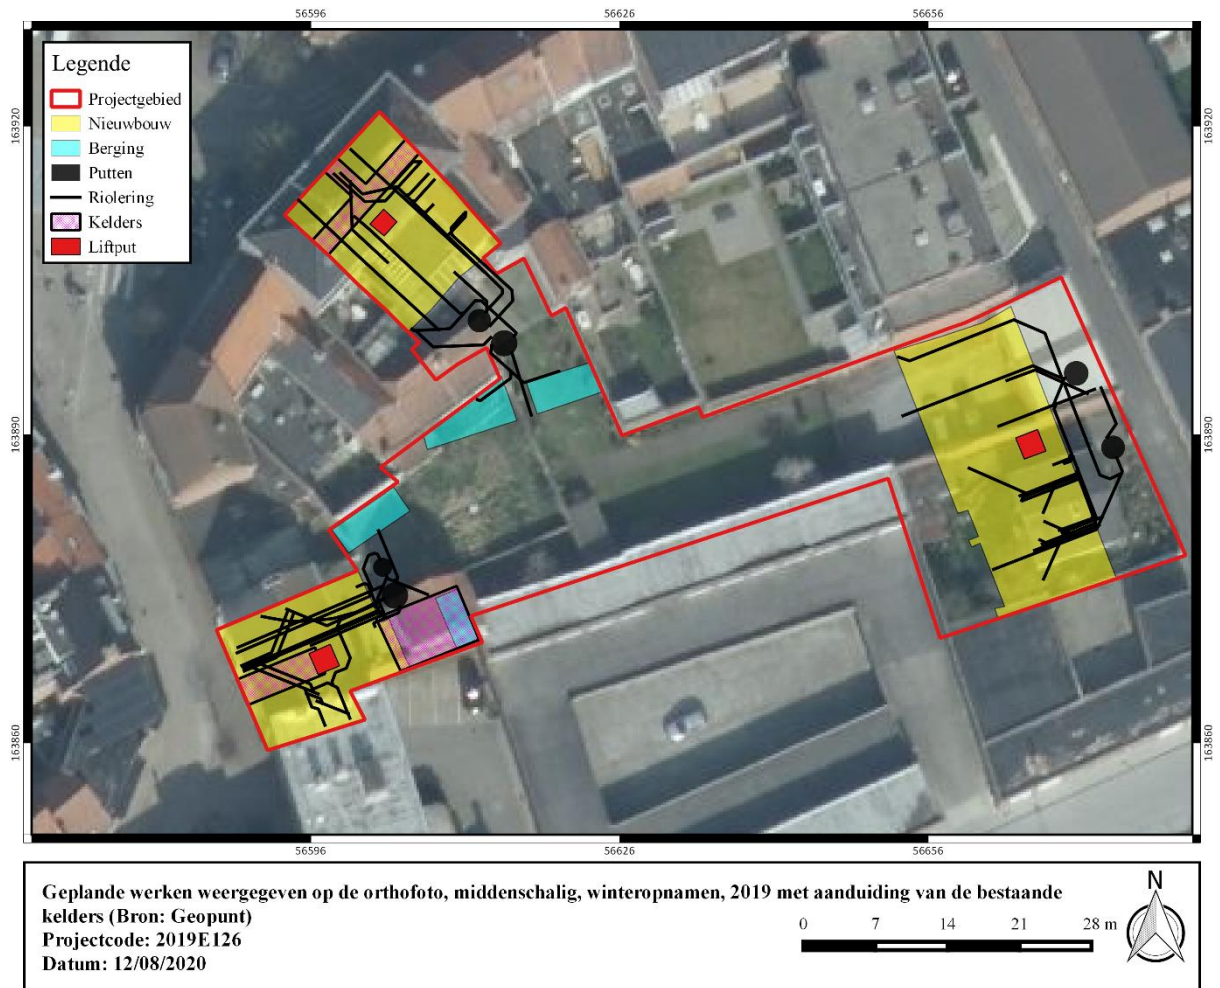 56596 56626 56656
Legende
Projectgebied
Nieuwbouw
Berging
Putten
Riolering
Kelders
Liftput
163920 163920
163890 163890
163860 163860
56596 56626 56656
Geplande werken weergegeven op de orthofoto, middenschalig, winteropnamen, 2019 met aanduiding van de bestaande
kelders (Bron: Geopunt)
Projectcode: 2019E126
Datum: 12/08/2020
0 7 14 21 28 m
N